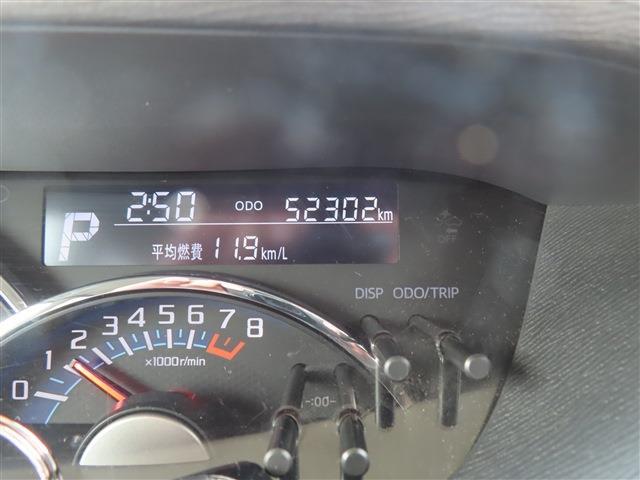 2:50 ODO 52302km
P
平均燃費 11.9km/L
DISP ODO/TRIP
OFF
0 1 2 3 4 5 6 7 8
×1000r/min
-:00-